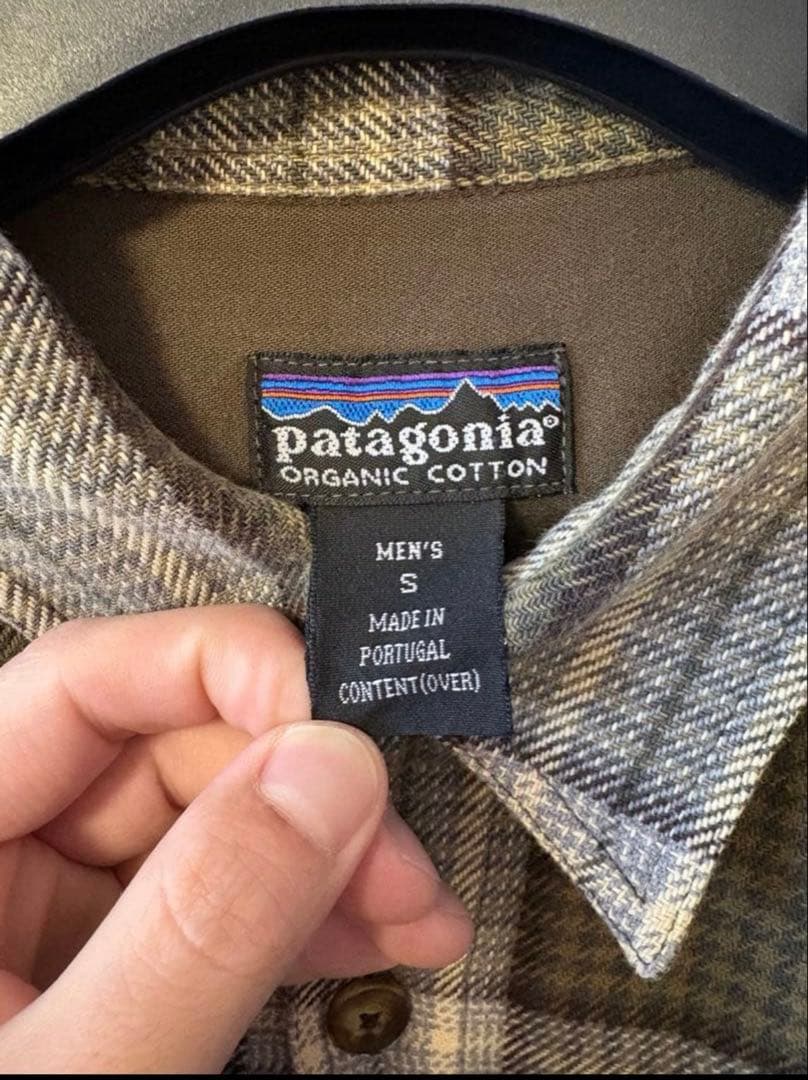 patagonia®
ORGANIC COTTON
MEN'S
S
MADE IN
PORTUGAL
CONTENT(OVER)